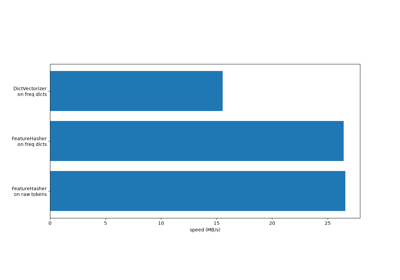 DictVectorizer
on freq dicts
FeatureHasher
on freq dicts
FeatureHasher
on raw tokens
0 5 10 15 20 25
speed (MB/s)